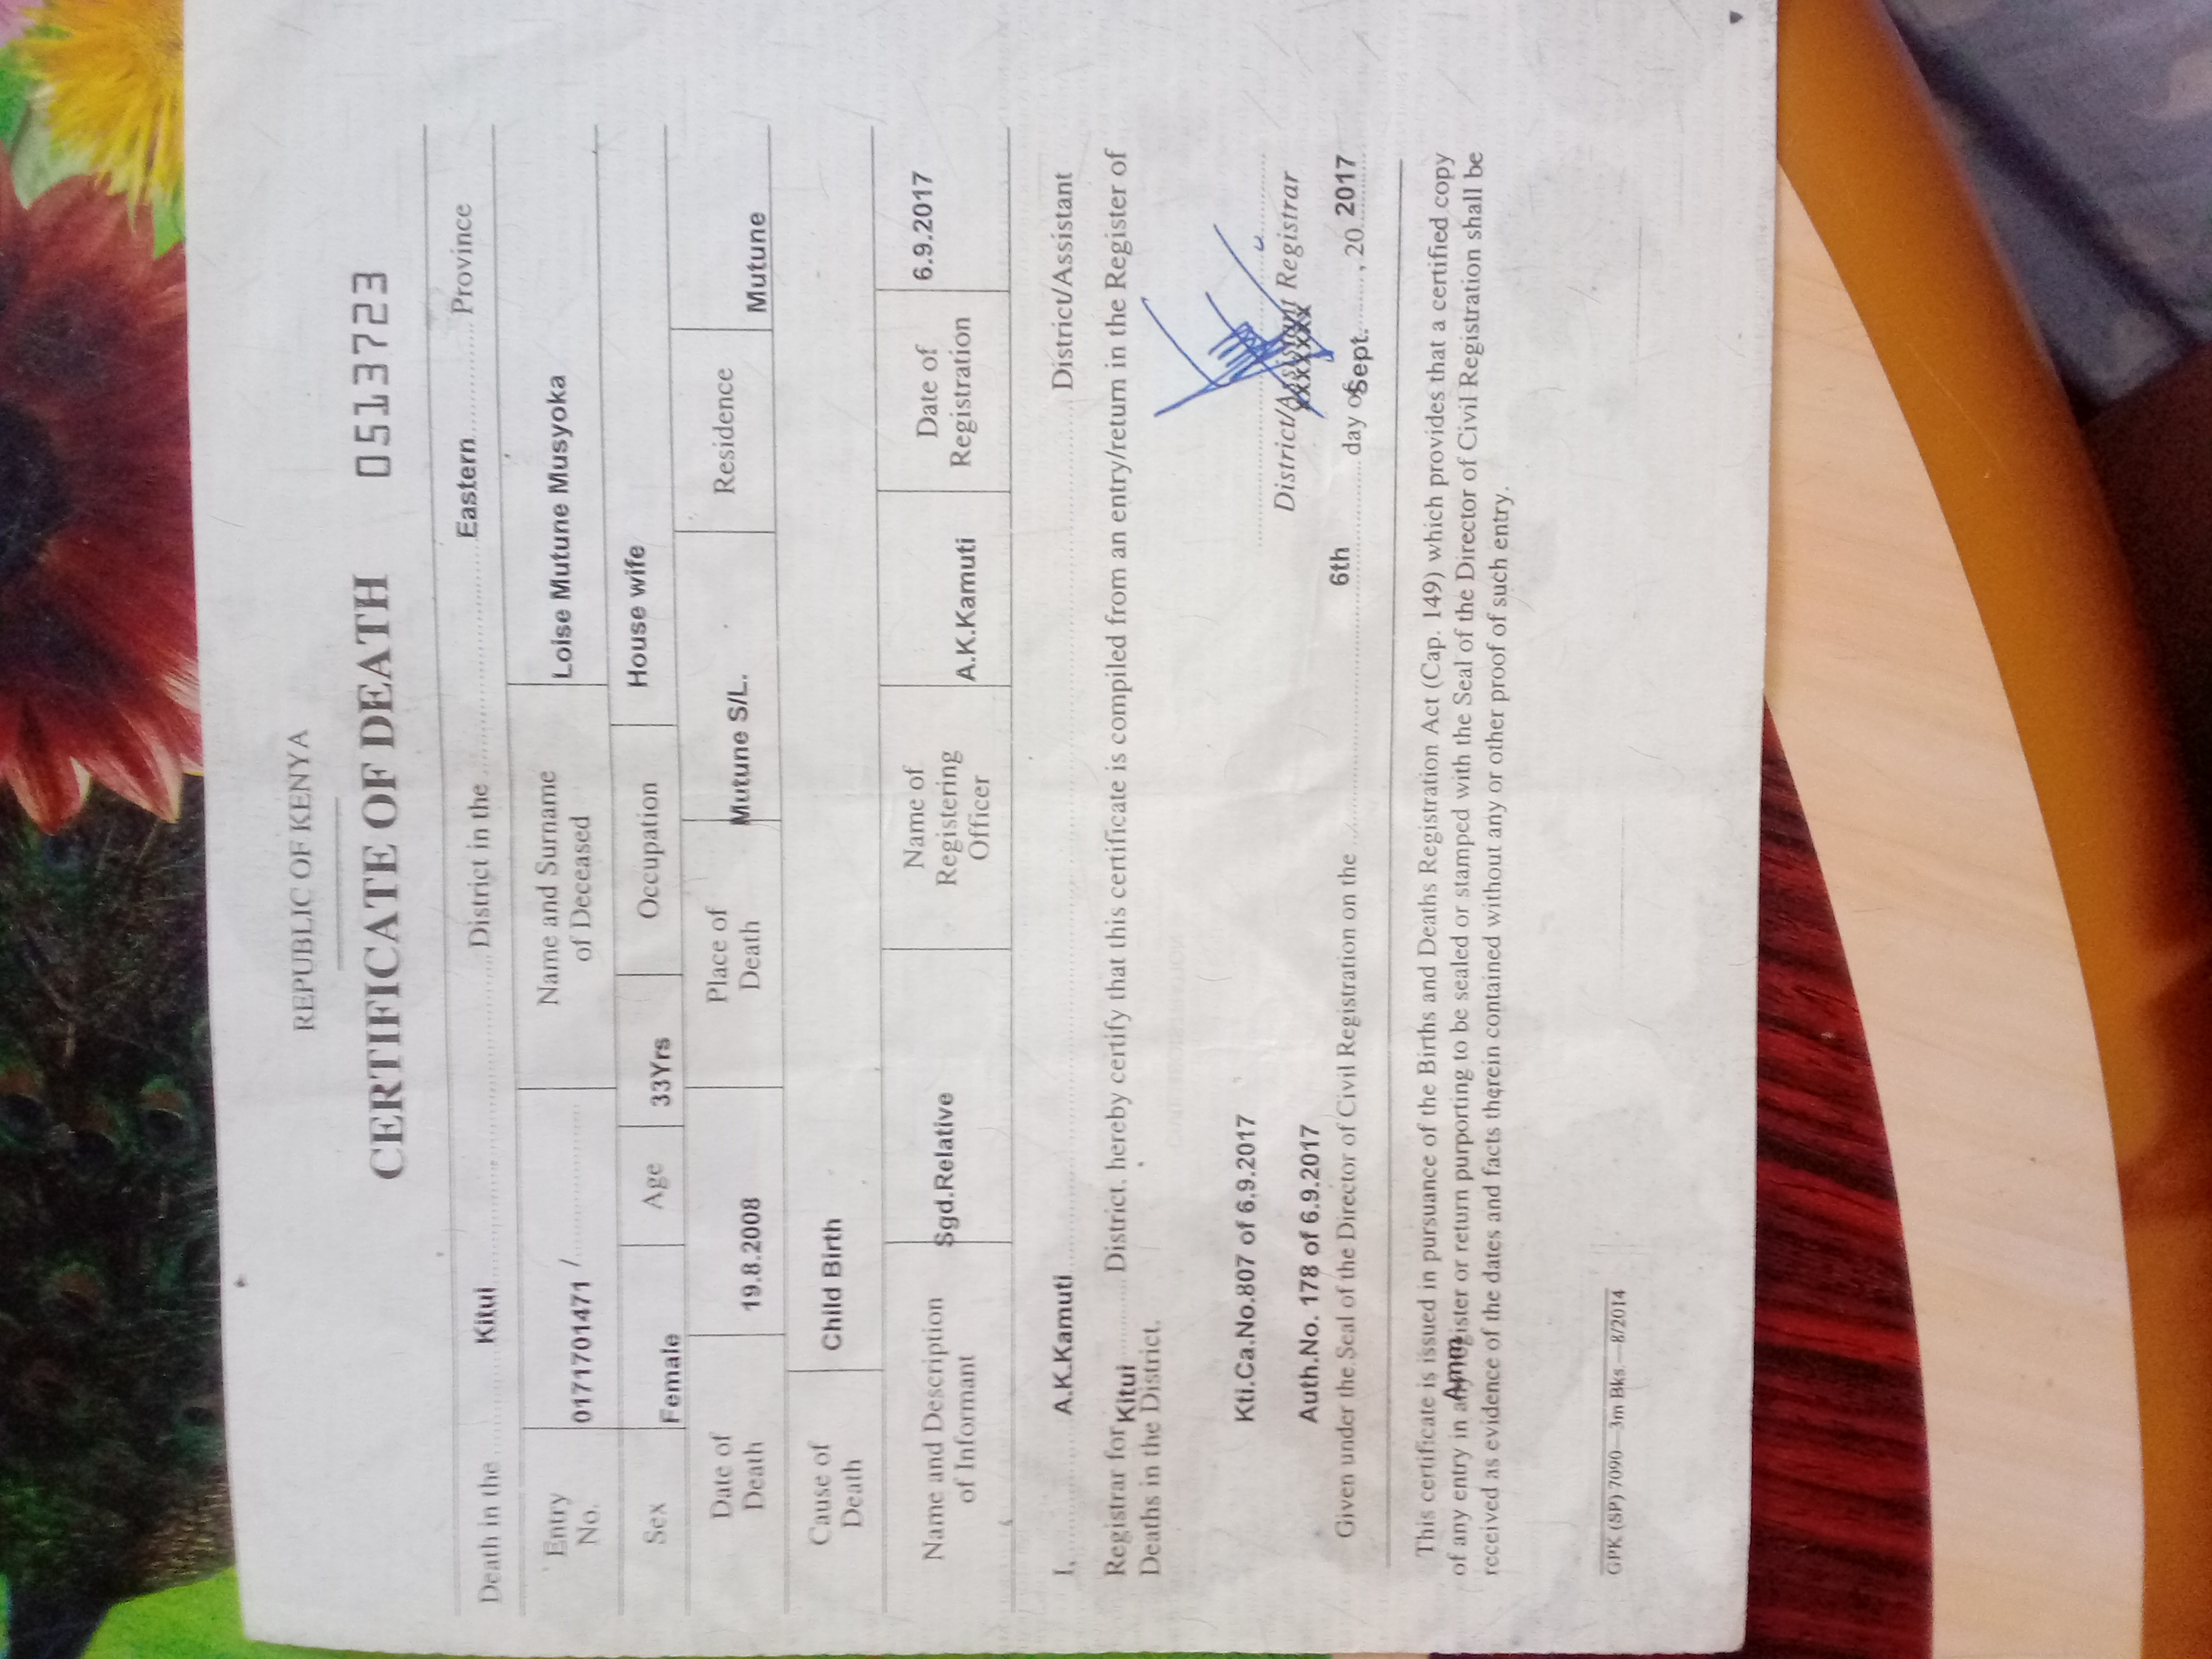 REPUBLIC OF KENYA
CERTIFICATE OF DEATH 0513723
Death in the Kitui District in the Eastern Province
Entry No. 0171701471 / Name and Surname of Deceased Loise Mutune Musyoka
Sex Female Age 33Yrs Occupation House wife
Date of Death 19.8.2008 Place of Death Mutune S/L. Residence Mutune
Cause of Death Child Birth
Name and Description of Informant Sgd.Relative Name of Registering Officer A.K.Kamuti Date of Registration 6.9.2017
I, A.K.Kamuti District/Assistant
Registrar for Kitui District, hereby certify that this certificate is compiled from an entry/return in the Register of
Deaths in the District.
Kti.Ca.No.807 of 6.9.2017
District/Assistant Registrar
xxxxxxx
Auth.No. 178 of 6.9.2017
Given under the Seal of the Director of Civil Registration on the 6th day of Sept. , 20 2017
This certificate is issued in pursuance of the Births and Deaths Registration Act (Cap. 149) which provides that a certified copy
of any entry in any register or return purporting to be sealed or stamped with the Seal of the Director of Civil Registration shall be
Amm
received as evidence of the dates and facts therein contained without any or other proof of such entry.
GPK (SP) 7090—3m Bks.—8/2014